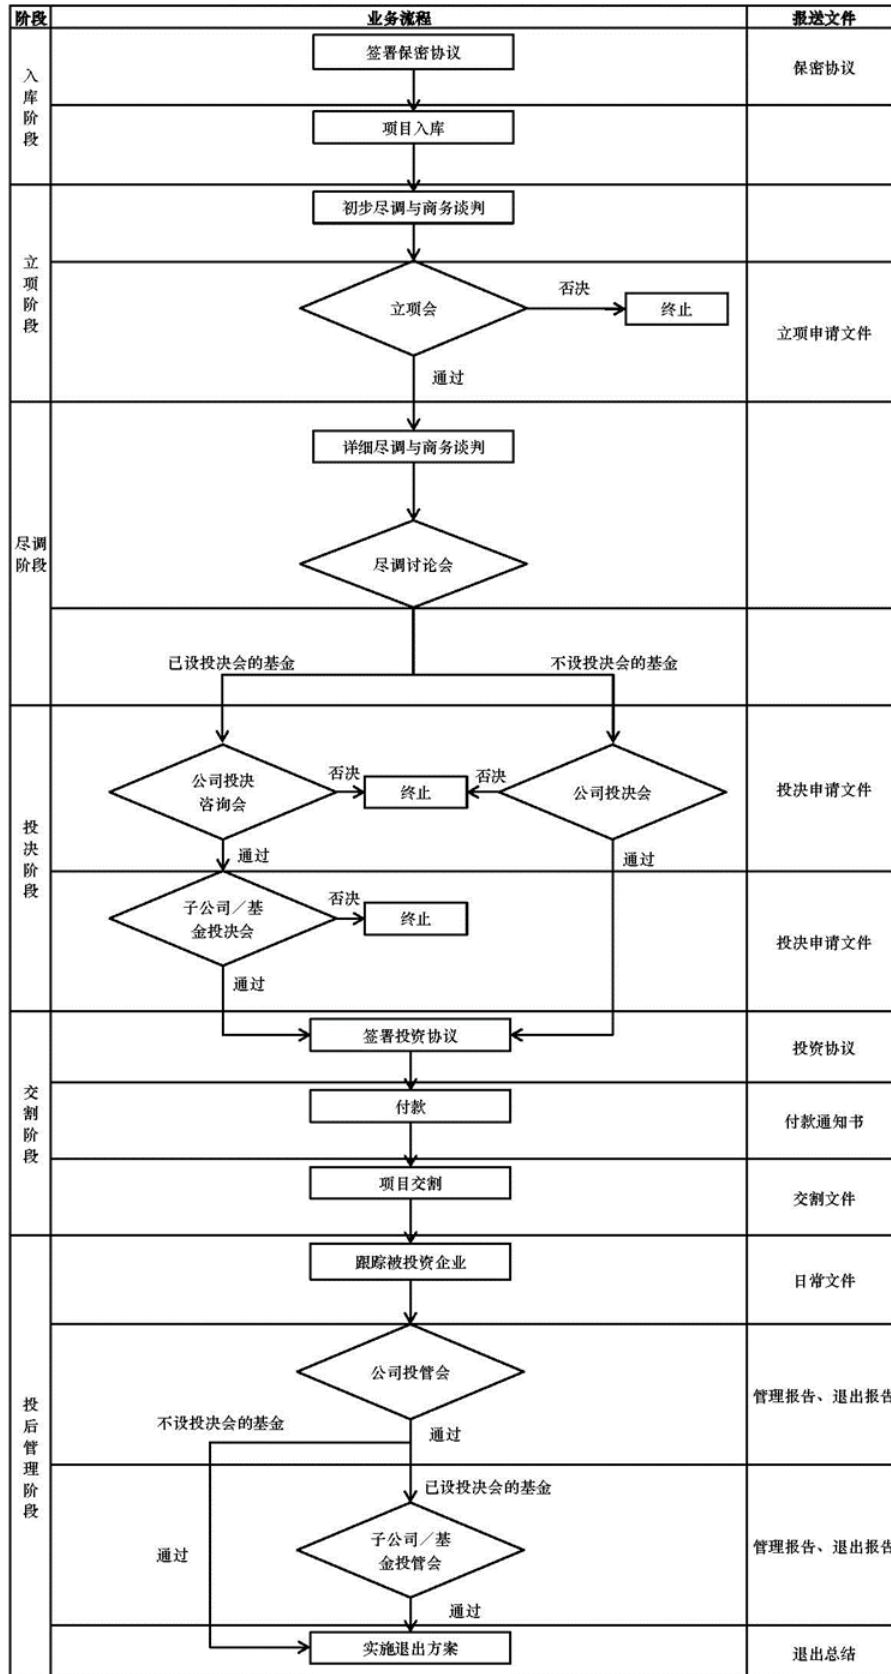 阶段 业务流程 报送文件
入库阶段
签署保密协议
保密协议
项目入库
立项阶段
初步尽调与商务谈判
立项会
否决
终止
立项申请文件
通过
尽调
阶段
详细尽调与商务谈判
尽调讨论会
已设投决会的基金
不设投决会的基金
投决阶段
公司投决
咨询会
否决
终止
否决
公司投决会
投决申请文件
通过
通过
子公司／基
金投决会
否决
终止
投决申请文件
通过
交割阶段
签署投资协议
投资协议
付款
付款通知书
项目交割
交割文件
投后管理阶段
跟踪被投资企业
日常文件
公司投管会
管理报告、退出报告
不设投决会的基金
通过
已设投决会的基金
子公司／基
金投管会
管理报告、退出报告
通过
通过
实施退出方案
退出总结